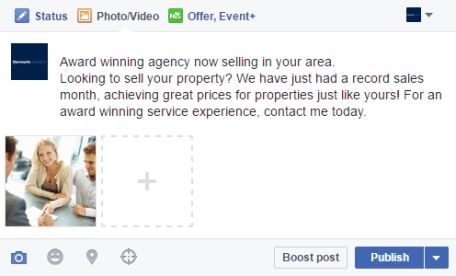 Status Photo/Video Offer, Event+
Award winning agency now selling in your area.
Looking to sell your property? We have just had a record sales
month, achieving great prices for properties just like yours! For an
award winning service experience, contact me today.
Boost post Publish